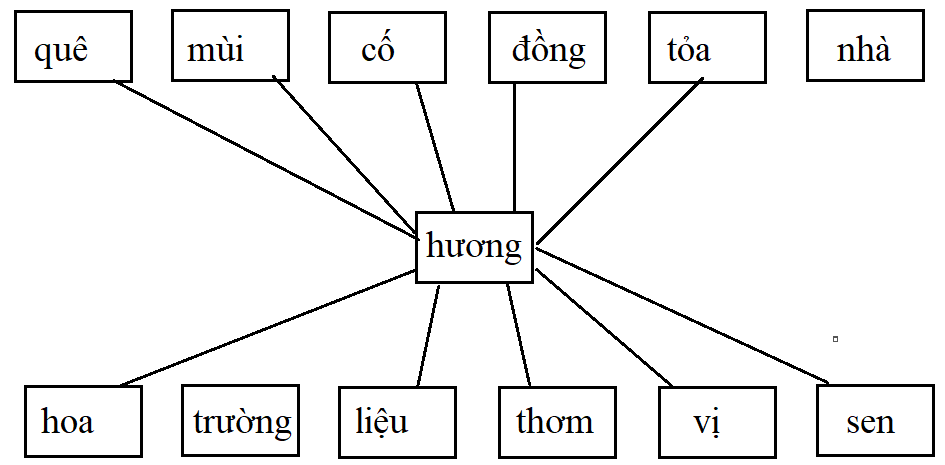 quê mùi cố đồng tỏa nhà
hương
hoa trường liệu thơm vị sen